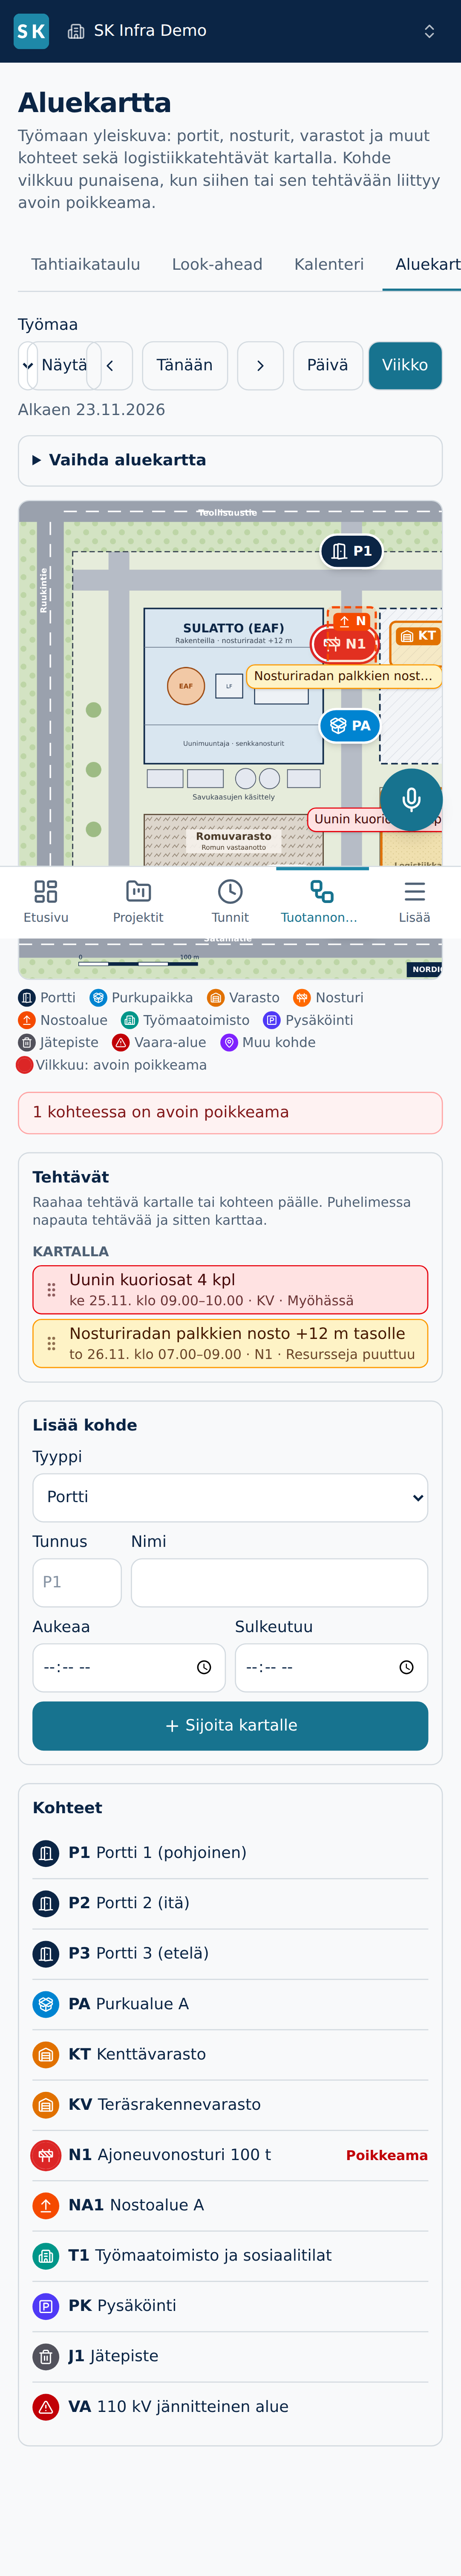 SK SK Infra Demo
Aluekartta
Työmaan yleiskuva: portit, nosturit, varastot ja muut
kohteet sekä logistiikkatehtävät kartalla. Kohde
vilkkuu punaisena, kun siihen tai sen tehtävään liittyy
avoin poikkeama.
Tahtiaikataulu Look-ahead Kalenteri Aluekart
Työmaa
Näytä Tänään Päivä Viikko
Alkaen 23.11.2026
Vaihda aluekartta
Teollisuustie
Ruukintie
P1
SULATTO (EAF)
Rakenteilla · nosturiradat +12 m
N
N1
KT
EAF
LF
Nosturiradan palkkien nost...
PA
Uunimuuntaja · senkkanosturit
Savukaasujen käsittely
Uunin kuorio
Romuvarasto
Romun vastaanotto
Logistiikka
Etusivu Projektit Tunnit Tuotannon... Lisää
Satamatie
0 100 m
NORDIC
Portti Purkupaikka Varasto Nosturi
Nostoalue Työmaatoimisto Pysäköinti
Jätepiste Vaara-alue Muu kohde
Vilkkuu: avoin poikkeama
1 kohteessa on avoin poikkeama
Tehtävät
Raahaa tehtävä kartalle tai kohteen päälle. Puhelimessa
napauta tehtävää ja sitten karttaa.
KARTALLA
Uunin kuoriosat 4 kpl
ke 25.11. klo 09.00–10.00 · KV · Myöhässä
Nosturiradan palkkien nosto +12 m tasolle
to 26.11. klo 07.00–09.00 · N1 · Resursseja puuttuu
Lisää kohde
Tyyppi
Portti
Tunnus Nimi
P1
Aukeaa Sulkeutuu
--:-- -- --:-- --
+ Sijoita kartalle
Kohteet
P1 Portti 1 (pohjoinen)
P2 Portti 2 (itä)
P3 Portti 3 (etelä)
PA Purkualue A
KT Kenttävarasto
KV Teräsrakennevarasto
N1 Ajoneuvonosturi 100 t Poikkeama
NA1 Nostoalue A
T1 Työmaatoimisto ja sosiaalitilat
PK Pysäköinti
J1 Jätepiste
VA 110 kV jännitteinen alue